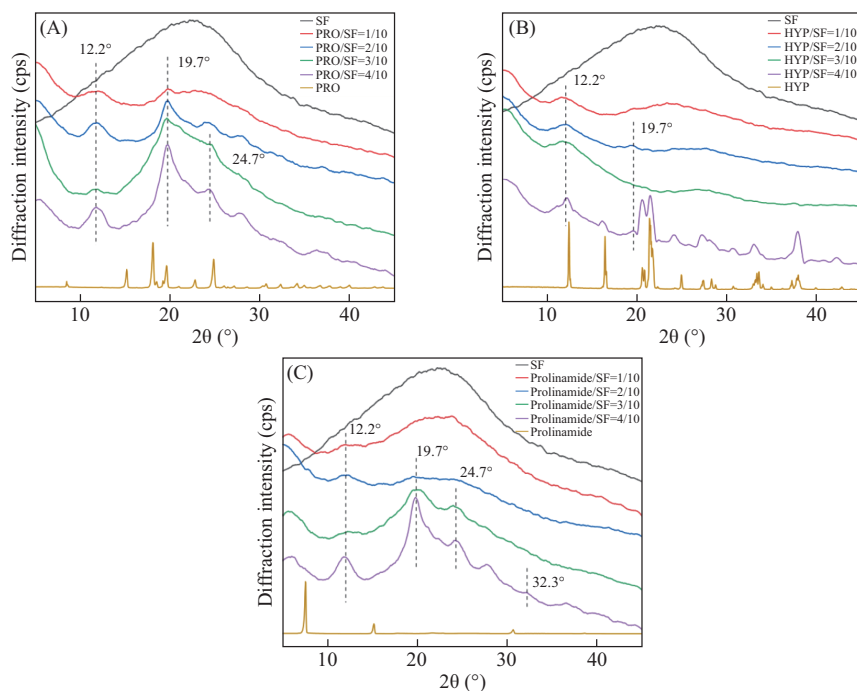 (A)
SF
PRO/SF=1/10
PRO/SF=2/10
PRO/SF=3/10
PRO/SF=4/10
PRO
12.2°
19.7°
24.7°
Diffraction intensity (cps)
10 20 30 40
2θ (°)
(B)
SF
HYP/SF=1/10
HYP/SF=2/10
HYP/SF=3/10
HYP/SF=4/10
HYP
12.2°
19.7°
Diffraction intensity (cps)
10 20 30 40
2θ (°)
(C)
SF
Prolinamide/SF=1/10
Prolinamide/SF=2/10
Prolinamide/SF=3/10
Prolinamide/SF=4/10
Prolinamide
12.2°
19.7°
24.7°
32.3°
Diffraction intensity (cps)
10 20 30 40
2θ (°)